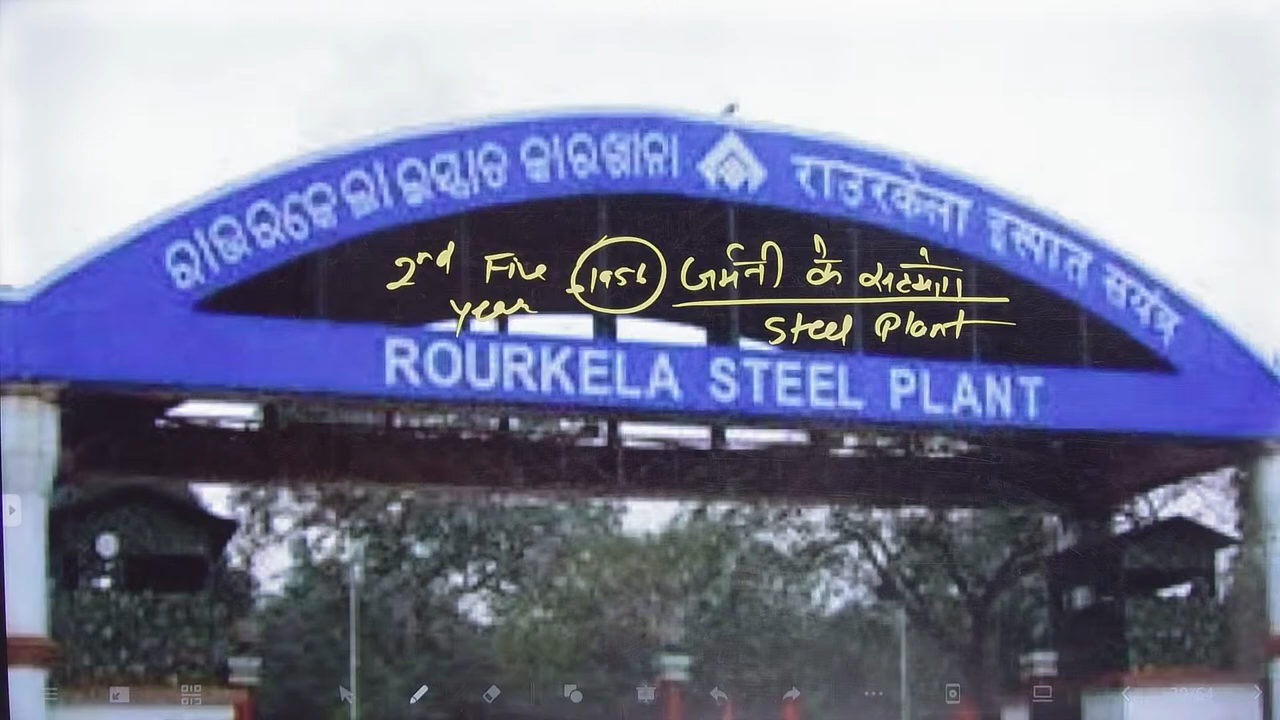 ରାଉରକେଲା ଇସ୍ପାତ କାରଖାନା राउरकेला इस्पात संयंत्र
2nd Five year 1956 जर्मनी के सहयोग
Steel Plant
ROURKELA STEEL PLANT